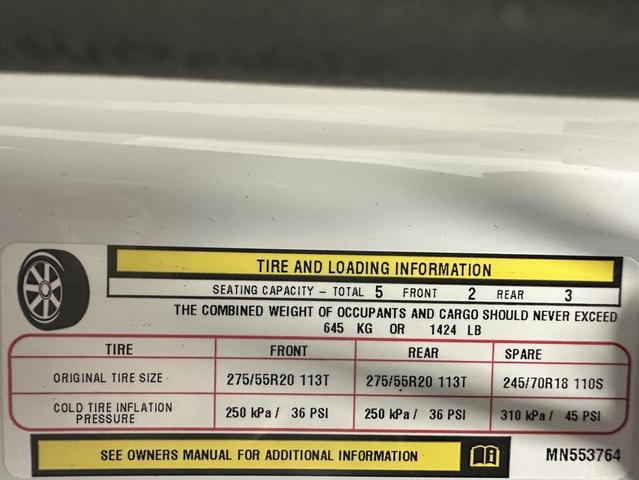 TIRE AND LOADING INFORMATION
SEATING CAPACITY – TOTAL 5 FRONT 2 REAR 3
THE COMBINED WEIGHT OF OCCUPANTS AND CARGO SHOULD NEVER EXCEED
645 KG OR 1424 LB
TIRE FRONT REAR SPARE
ORIGINAL TIRE SIZE 275/55R20 113T 275/55R20 113T 245/70R18 110S
COLD TIRE INFLATION
PRESSURE 250 kPa / 36 PSI 250 kPa / 36 PSI 310 kPa / 45 PSI
SEE OWNERS MANUAL FOR ADDITIONAL INFORMATION
MN553764